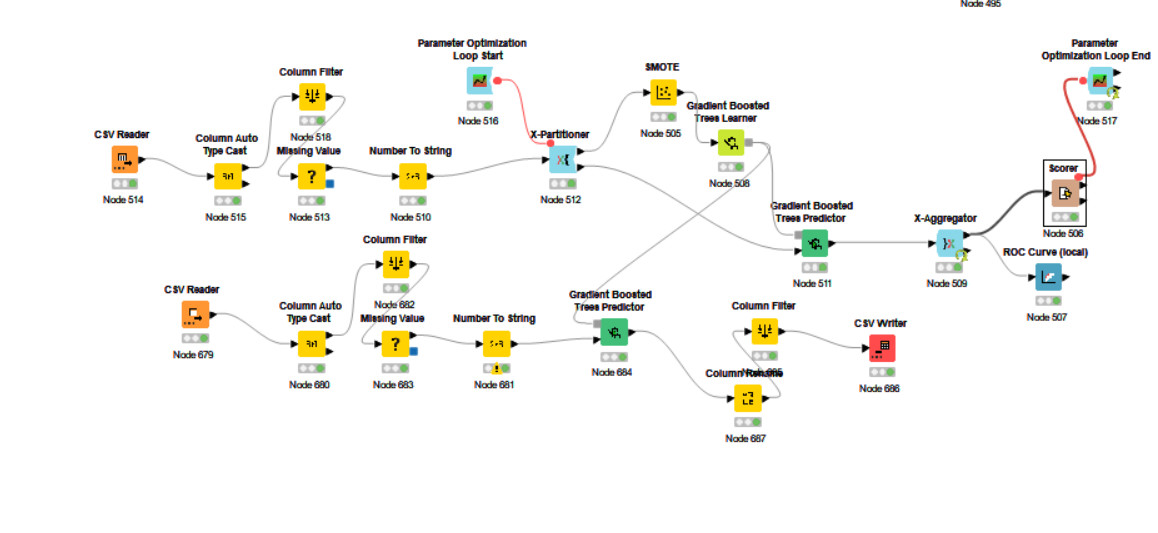 Node 495
Parameter Optimization
Loop Start
Node 516
Parameter
Optimization Loop End
Node 517
Column Filter
Node 518
SMOTE
Node 505
Gradient Boosted
Trees Learner
Node 508
CSV Reader
Node 514
Column Auto
Type Cast
Node 515
Missing Value
Node 513
Number To String
Node 510
X-Partitioner
Node 512
Scorer
Node 506
Gradient Boosted
Trees Predictor
Node 511
X-Aggregator
Node 509
ROC Curve (local)
Node 507
Column Filter
Node 682
CSV Reader
Node 679
Column Auto
Type Cast
Node 680
Missing Value
Node 683
Number To String
Node 681
Gradient Boosted
Trees Predictor
Node 684
Column Filter
CSV Writer
Node 686
Column Rename
Node 687